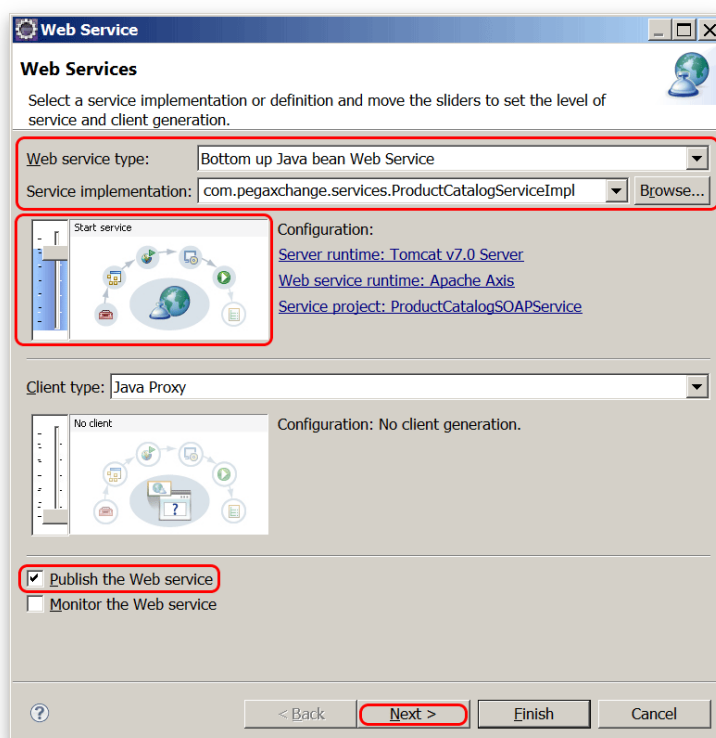 Web Service
Web Services
Select a service implementation or definition and move the sliders to set the level of
service and client generation.
Web service type: Bottom up Java bean Web Service
Service implementation: com.pegaxchange.services.ProductCatalogServiceImpl Browse...
Start service
Configuration:
Server runtime: Tomcat v7.0 Server
Web service runtime: Apache Axis
Service project: ProductCatalogSOAPService
Client type: Java Proxy
No client
Configuration: No client generation.
Publish the Web service
Monitor the Web service
< Back Next > Finish Cancel